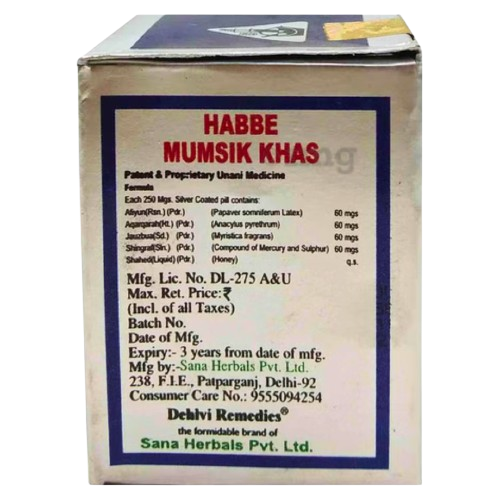 HABBE
MUMSIK KHAS
Patent & Proprietary Unani Medicine
Formula
Each 250 Mgs. Silver Coated pill contains:
Afiyun(Rsn.) (Pdr.) (Papaver somniferum Latex) 60 mgs
Aqarqarah(Rt.) (Pdr.) (Anacylus pyrethrum) 60 mgs
Jauzbua(Sd.) (Pdr.) (Myristica fragrans) 60 mgs
Shingraf(Sin.) (Pdr.) (Compound of Mercury and Sulphur) 60 mgs
Shahed(Liquid) (Pdr.) (Honey) q.s.
Mfg. Lic. No. DL-275 A&U
Max. Ret. Price:₹
(Incl. of all Taxes)
Batch No.
Date of Mfg.
Expiry:- 3 years from date of mfg.
Mfg by:-Sana Herbals Pvt. Ltd.
238, F.I.E., Patparganj, Delhi-92
Consumer Care No.: 9555094254
Dehlvi Remedies®
the formidable brand of
Sana Herbals Pvt. Ltd.